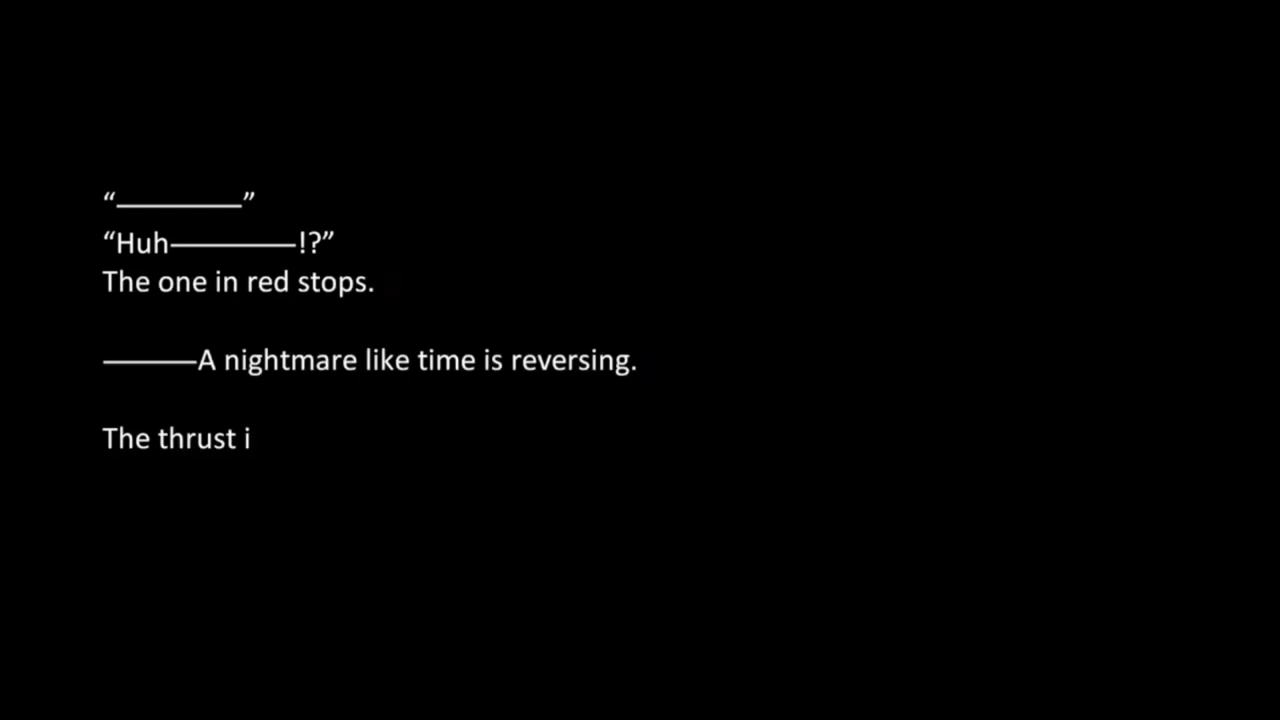 “————”
“Huh————!?”
The one in red stops.
———A nightmare like time is reversing.
The thrust i